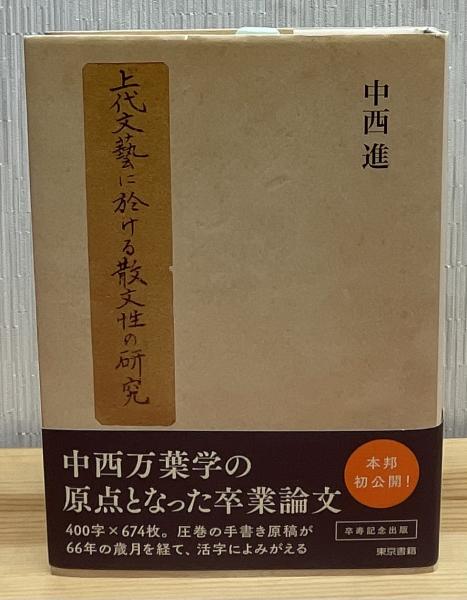 中西進
上代文藝に於ける散文性の研究
中西万葉学の
原点となった卒業論文
400字×674枚。圧巻の手書き原稿が
66年の歳月を経て、活字によみがえる
本邦
初公開!
卒寿記念出版
東京書籍